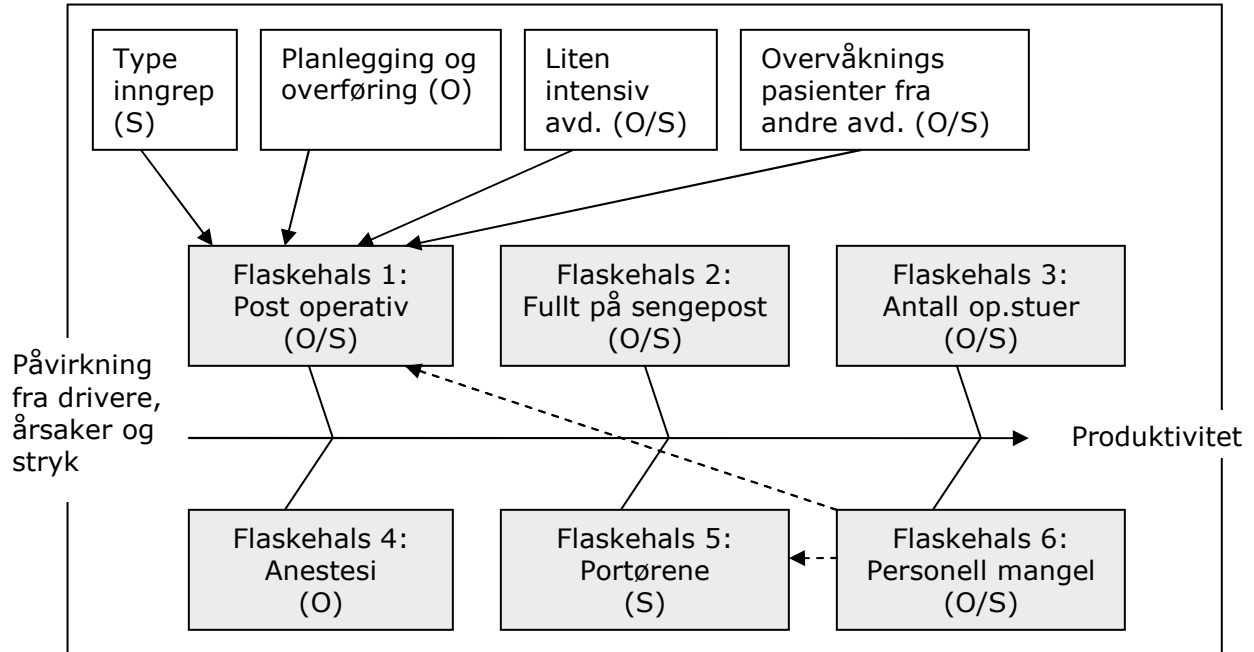 Type
inngrep
(S)
Planlegging og
overføring (O)
Liten
intensiv
avd. (O/S)
Overvåknings
pasienter fra
andre avd. (O/S)
Flaskehals 1:
Post operativ
(O/S)
Flaskehals 2:
Fullt på sengepost
(O/S)
Flaskehals 3:
Antall op.stuer
(O/S)
Påvirkning
fra drivere,
årsaker og
stryk
Produktivitet
Flaskehals 4:
Anestesi
(O)
Flaskehals 5:
Portørene
(S)
Flaskehals 6:
Personell mangel
(O/S)